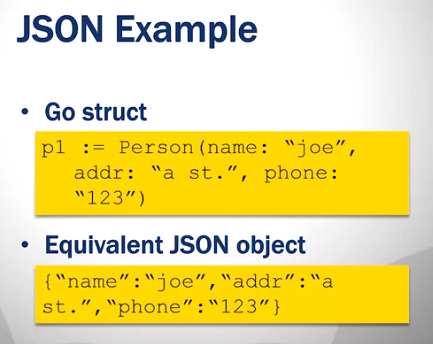 JSON Example
• Go struct
p1 := Person(name: “joe”,
addr: “a st.”, phone:
“123”)
• Equivalent JSON object
{“name”:“joe”,“addr”:“a
st.”,“phone”:“123”}